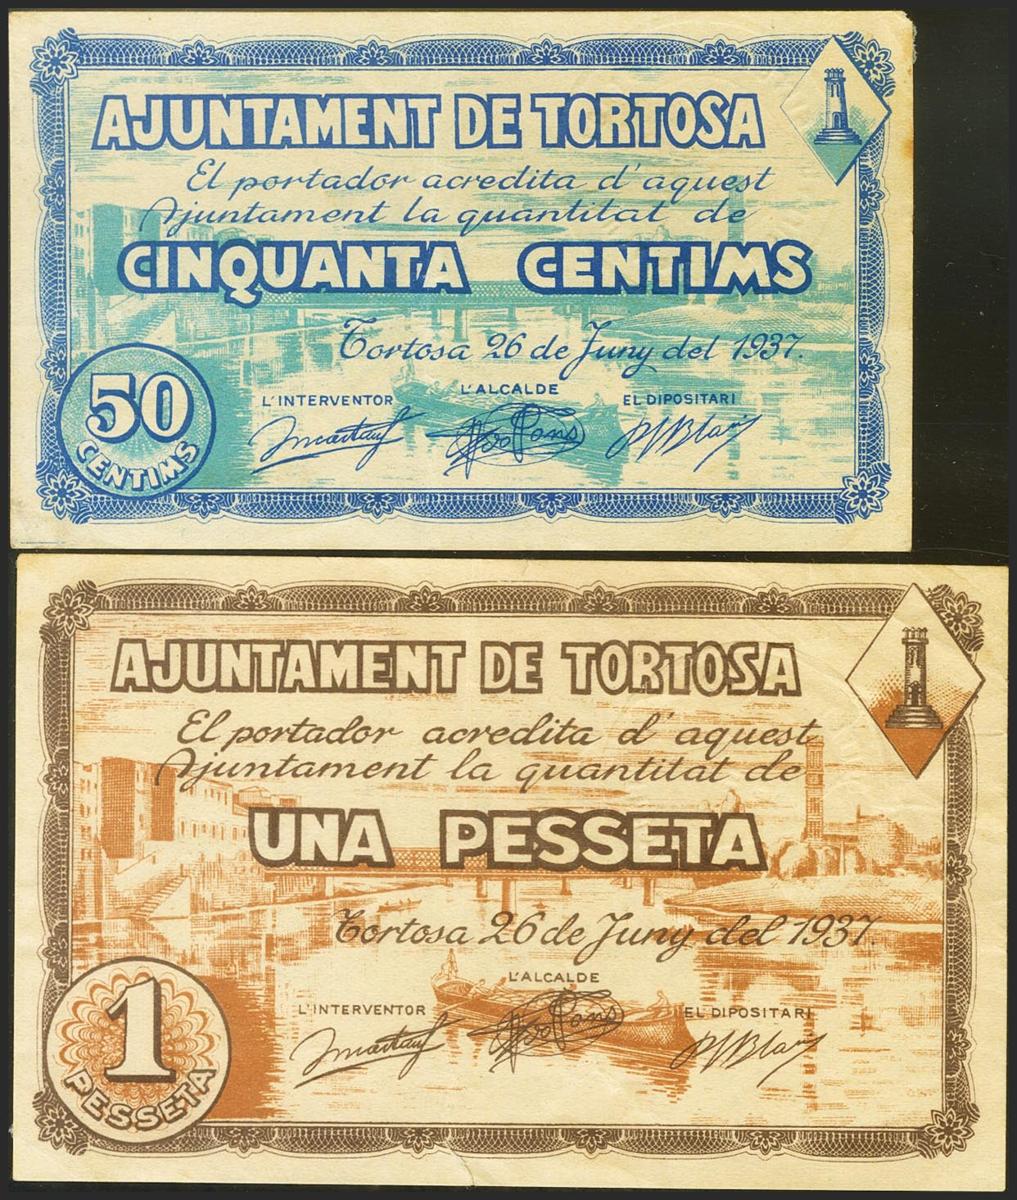 AJUNTAMENT DE TORTOSA
El portador acredita d'aquest
Ajuntament la quantitat de
CINQUANTA CENTIMS
Tortosa 26 de Juny del 1937.
L'INTERVENTOR L'ALCALDE EL DIPOSITARI
50
CENTIMS
AJUNTAMENT DE TORTOSA
El portador acredita d'aquest
Ajuntament la quantitat de
UNA PESSETA
Tortosa 26 de Juny del 1937.
L'INTERVENTOR L'ALCALDE EL DIPOSITARI
1
PESSETA